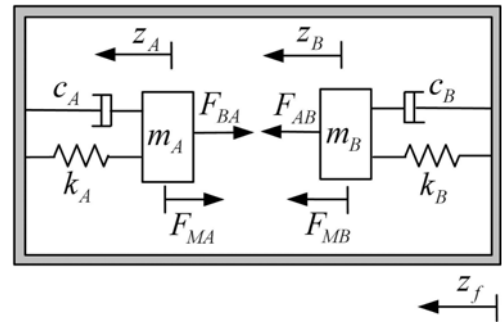 z_A z_B
c_A F_BA F_AB c_B
m_A m_B
k_A k_B
F_MA F_MB
z_f